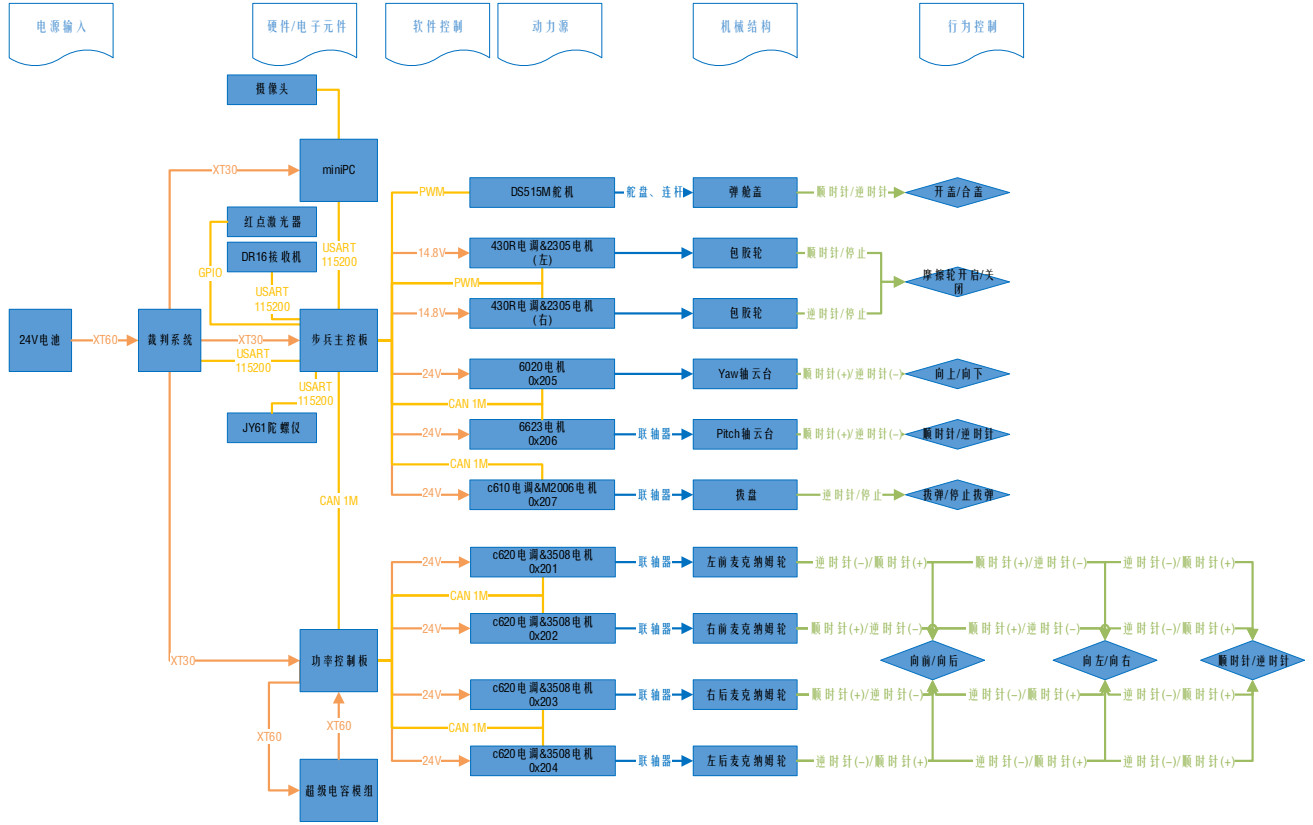 电源输入
硬件/电子元件
软件控制
动力源
机械结构
行为控制
摄像头
miniPC
XT30
红点激光器
DR16接收机
GPIO
USART
115200
USART
115200
24V电池
XT60
裁判系统
XT30
USART
115200
步兵主控板
USART
115200
JY61陀螺仪
CAN 1M
XT30
功率控制板
XT60
XT60
超级电容模组
PWM
DS515M舵机
舵盘、连杆
弹舱盖
顺时针/逆时针
开盖/合盖
14.8V
430R电调&2305电机
(左)
包胶轮
顺时针/停止
PWM
摩擦轮开启/关
闭
14.8V
430R电调&2305电机
(右)
包胶轮
逆时针/停止
24V
6020电机
0x205
Yaw轴云台
顺时针(+)/逆时针(-)
向上/向下
CAN 1M
24V
6623电机
0x206
联轴器
Pitch轴云台
顺时针(+)/逆时针(-)
顺时针/逆时针
CAN 1M
24V
c610电调&M2006电机
0x207
联轴器
拨盘
逆时针/停止
拨弹/停止拨弹
24V
c620电调&3508电机
0x201
联轴器
左前麦克纳姆轮
逆时针(-)/顺时针(+)
顺时针(+)/逆时针(-)
逆时针(-)/顺时针(+)
CAN 1M
24V
c620电调&3508电机
0x202
联轴器
右前麦克纳姆轮
顺时针(+)/逆时针(-)
顺时针(+)/逆时针(-)
逆时针(-)/顺时针(+)
向前/向后
向左/向右
顺时针/逆时针
24V
c620电调&3508电机
0x203
联轴器
右后麦克纳姆轮
顺时针(+)/逆时针(-)
逆时针(-)/顺时针(+)
逆时针(-)/顺时针(+)
CAN 1M
24V
c620电调&3508电机
0x204
联轴器
左后麦克纳姆轮
逆时针(-)/顺时针(+)
逆时针(-)/顺时针(+)
逆时针(-)/顺时针(+)